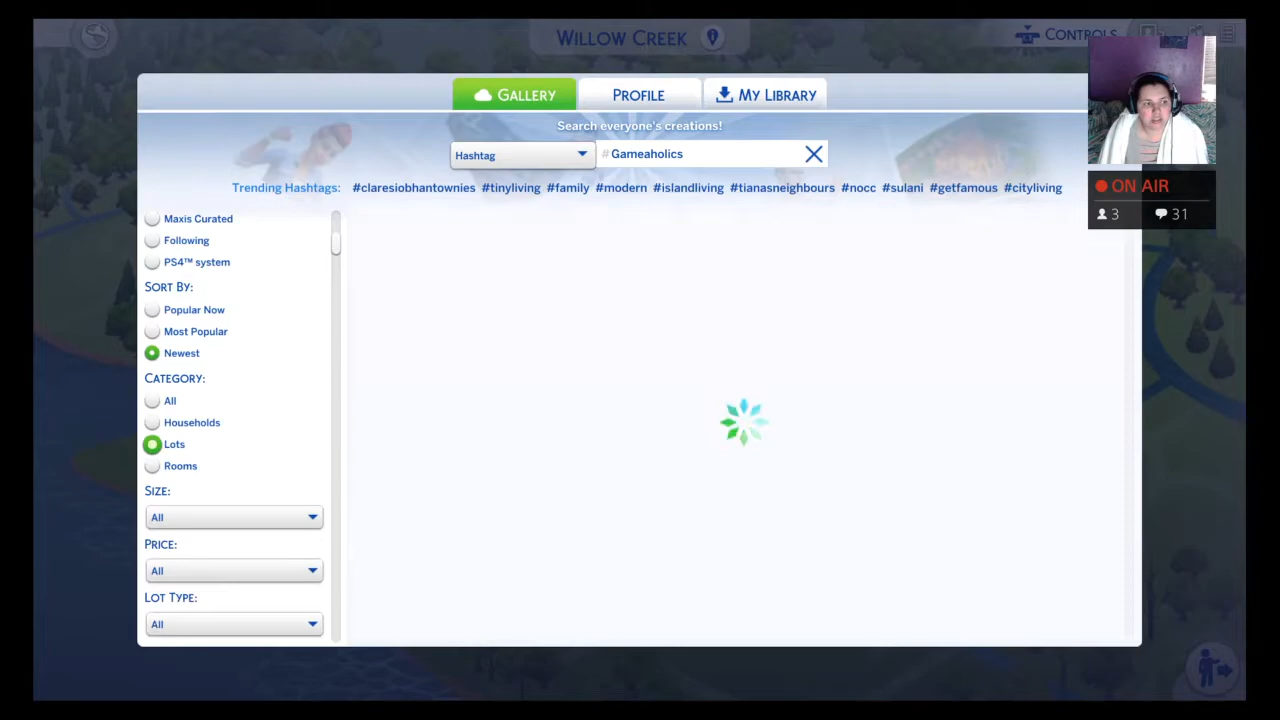 WILLOW CREEK
CONTROLS
GALLERY
PROFILE
MY LIBRARY
Search everyone's creations!
Hashtag
#Gameaholics
Trending Hashtags: #claresiobhantownies #tinyliving #family #modern #islandliving #tianasneighbours #nocc #sulani #getfamous #cityliving
ON AIR
3 31
Maxis Curated
Following
PS4™ system
SORT BY:
Popular Now
Most Popular
Newest
CATEGORY:
All
Households
Lots
Rooms
SIZE:
All
PRICE:
All
LOT TYPE:
All